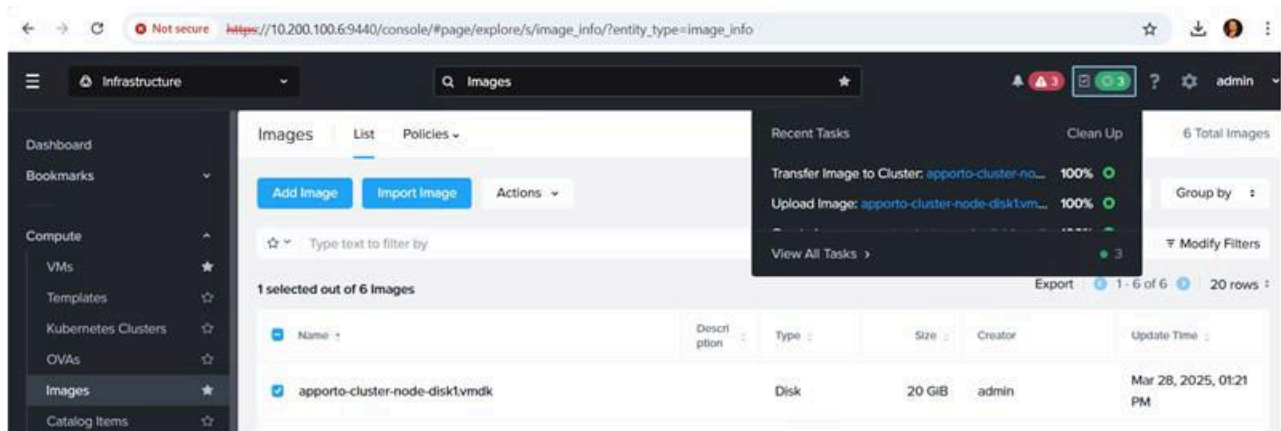 Not secure https://10.200.100.6:9440/console/#page/explore/s/image_info/?entity_type=image_info
Infrastructure
Images
3
3
?
admin
Dashboard
Bookmarks
Compute
VMs
Templates
Kubernetes Clusters
OVAs
Images
Catalog Items
Images List Policies
6 Total Images
Add Image Import Image Actions
Group by
Type text to filter by
Modify Filters
Recent Tasks Clean Up
Transfer Image to Cluster: apporto-cluster-no... 100%
Upload Image: apporto-cluster-node-disk1.vm... 100%
View All Tasks > 3
1 selected out of 6 Images
Export 1 - 6 of 6 20 rows
Name Description Type Size Creator Update Time
apporto-cluster-node-disk1.vmdk Disk 20 GiB admin Mar 28, 2025, 01:21 PM